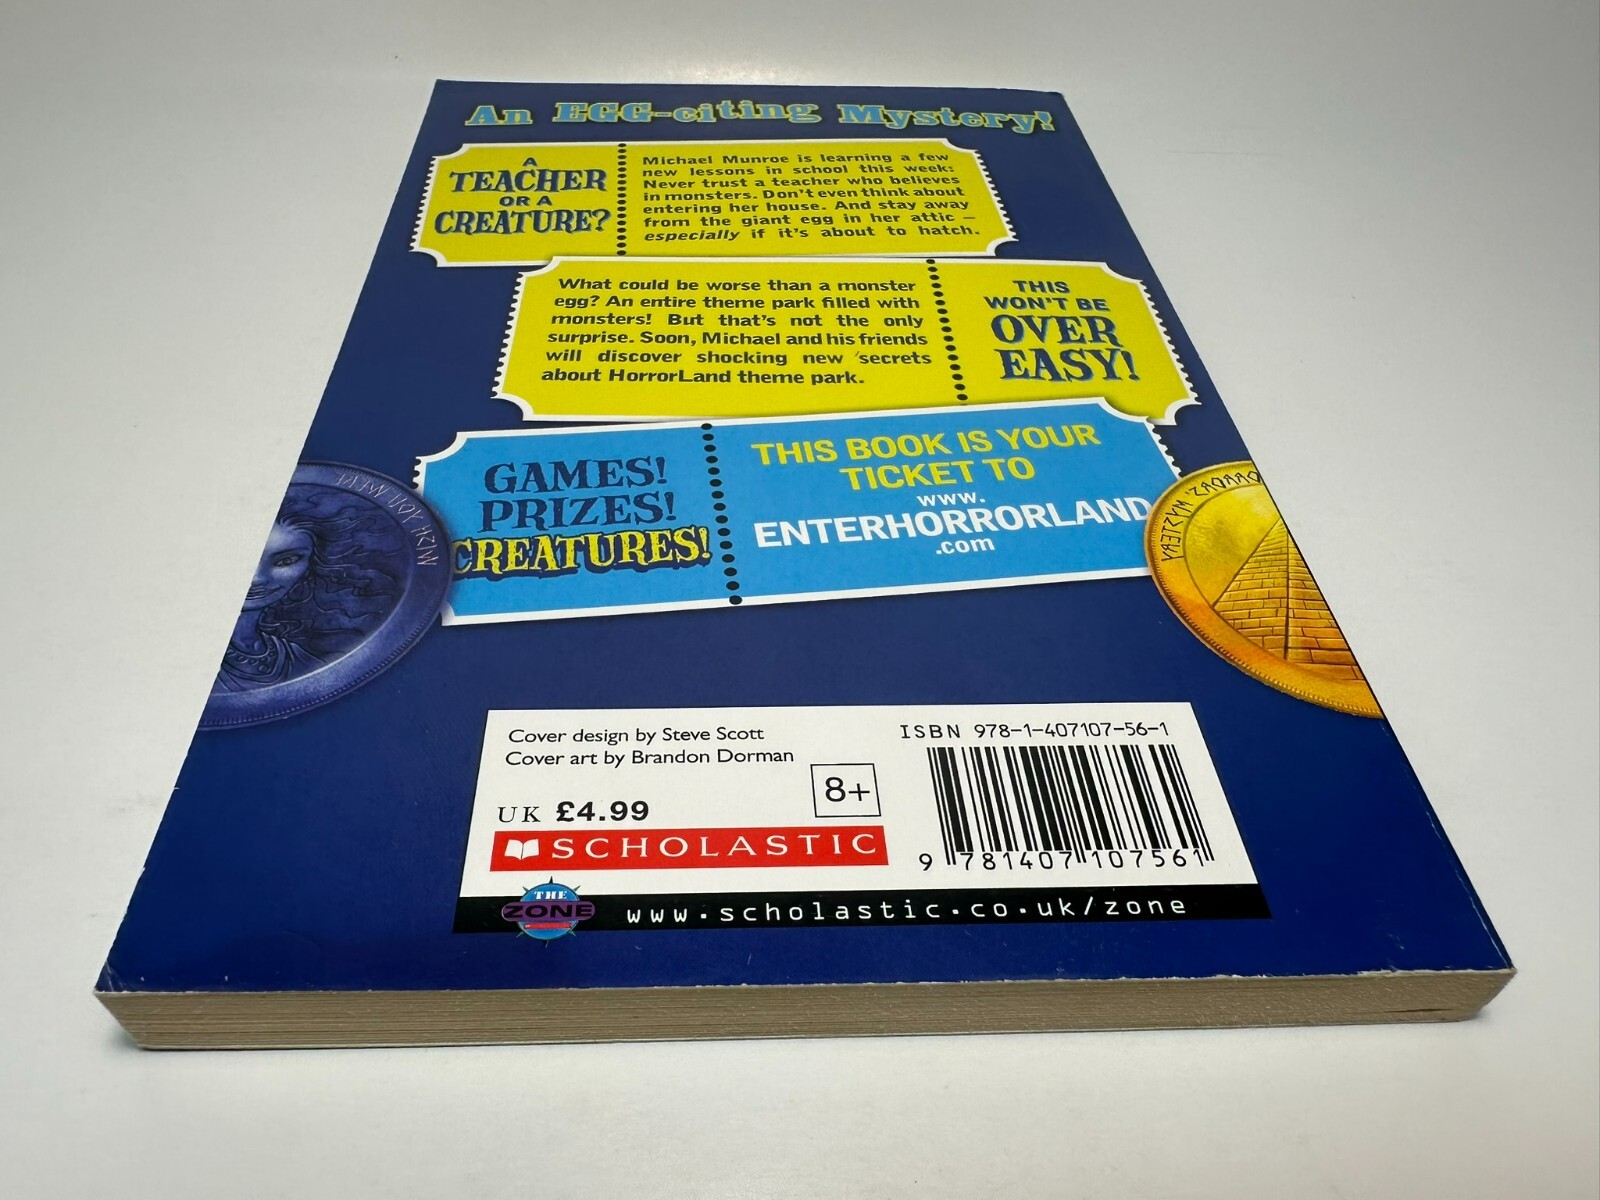 An EGG-citing Mystery!
A
TEACHER
OR A
CREATURE?
Michael Munroe is learning a few
new lessons in school this week:
Never trust a teacher who believes
in monsters. Don't even think about
entering her house. And stay away
from the giant egg in her attic –
especially if it's about to hatch.
What could be worse than a monster
egg? An entire theme park filled with
monsters! But that's not the only
surprise. Soon, Michael and his friends
will discover shocking new secrets
about HorrorLand theme park.
THIS
WON'T BE
OVER
EASY!
GAMES!
PRIZES!
CREATURES!
THIS BOOK IS YOUR
TICKET TO
www.
ENTERHORRORLAND
.com
WISH YOU WERE
MYSTERY
Cover design by Steve Scott
Cover art by Brandon Dorman
8+
UK £4.99
SCHOLASTIC
ISBN 978-1-407107-56-1
9 781407 107561
THE
ZONE
www.scholastic.co.uk/zone